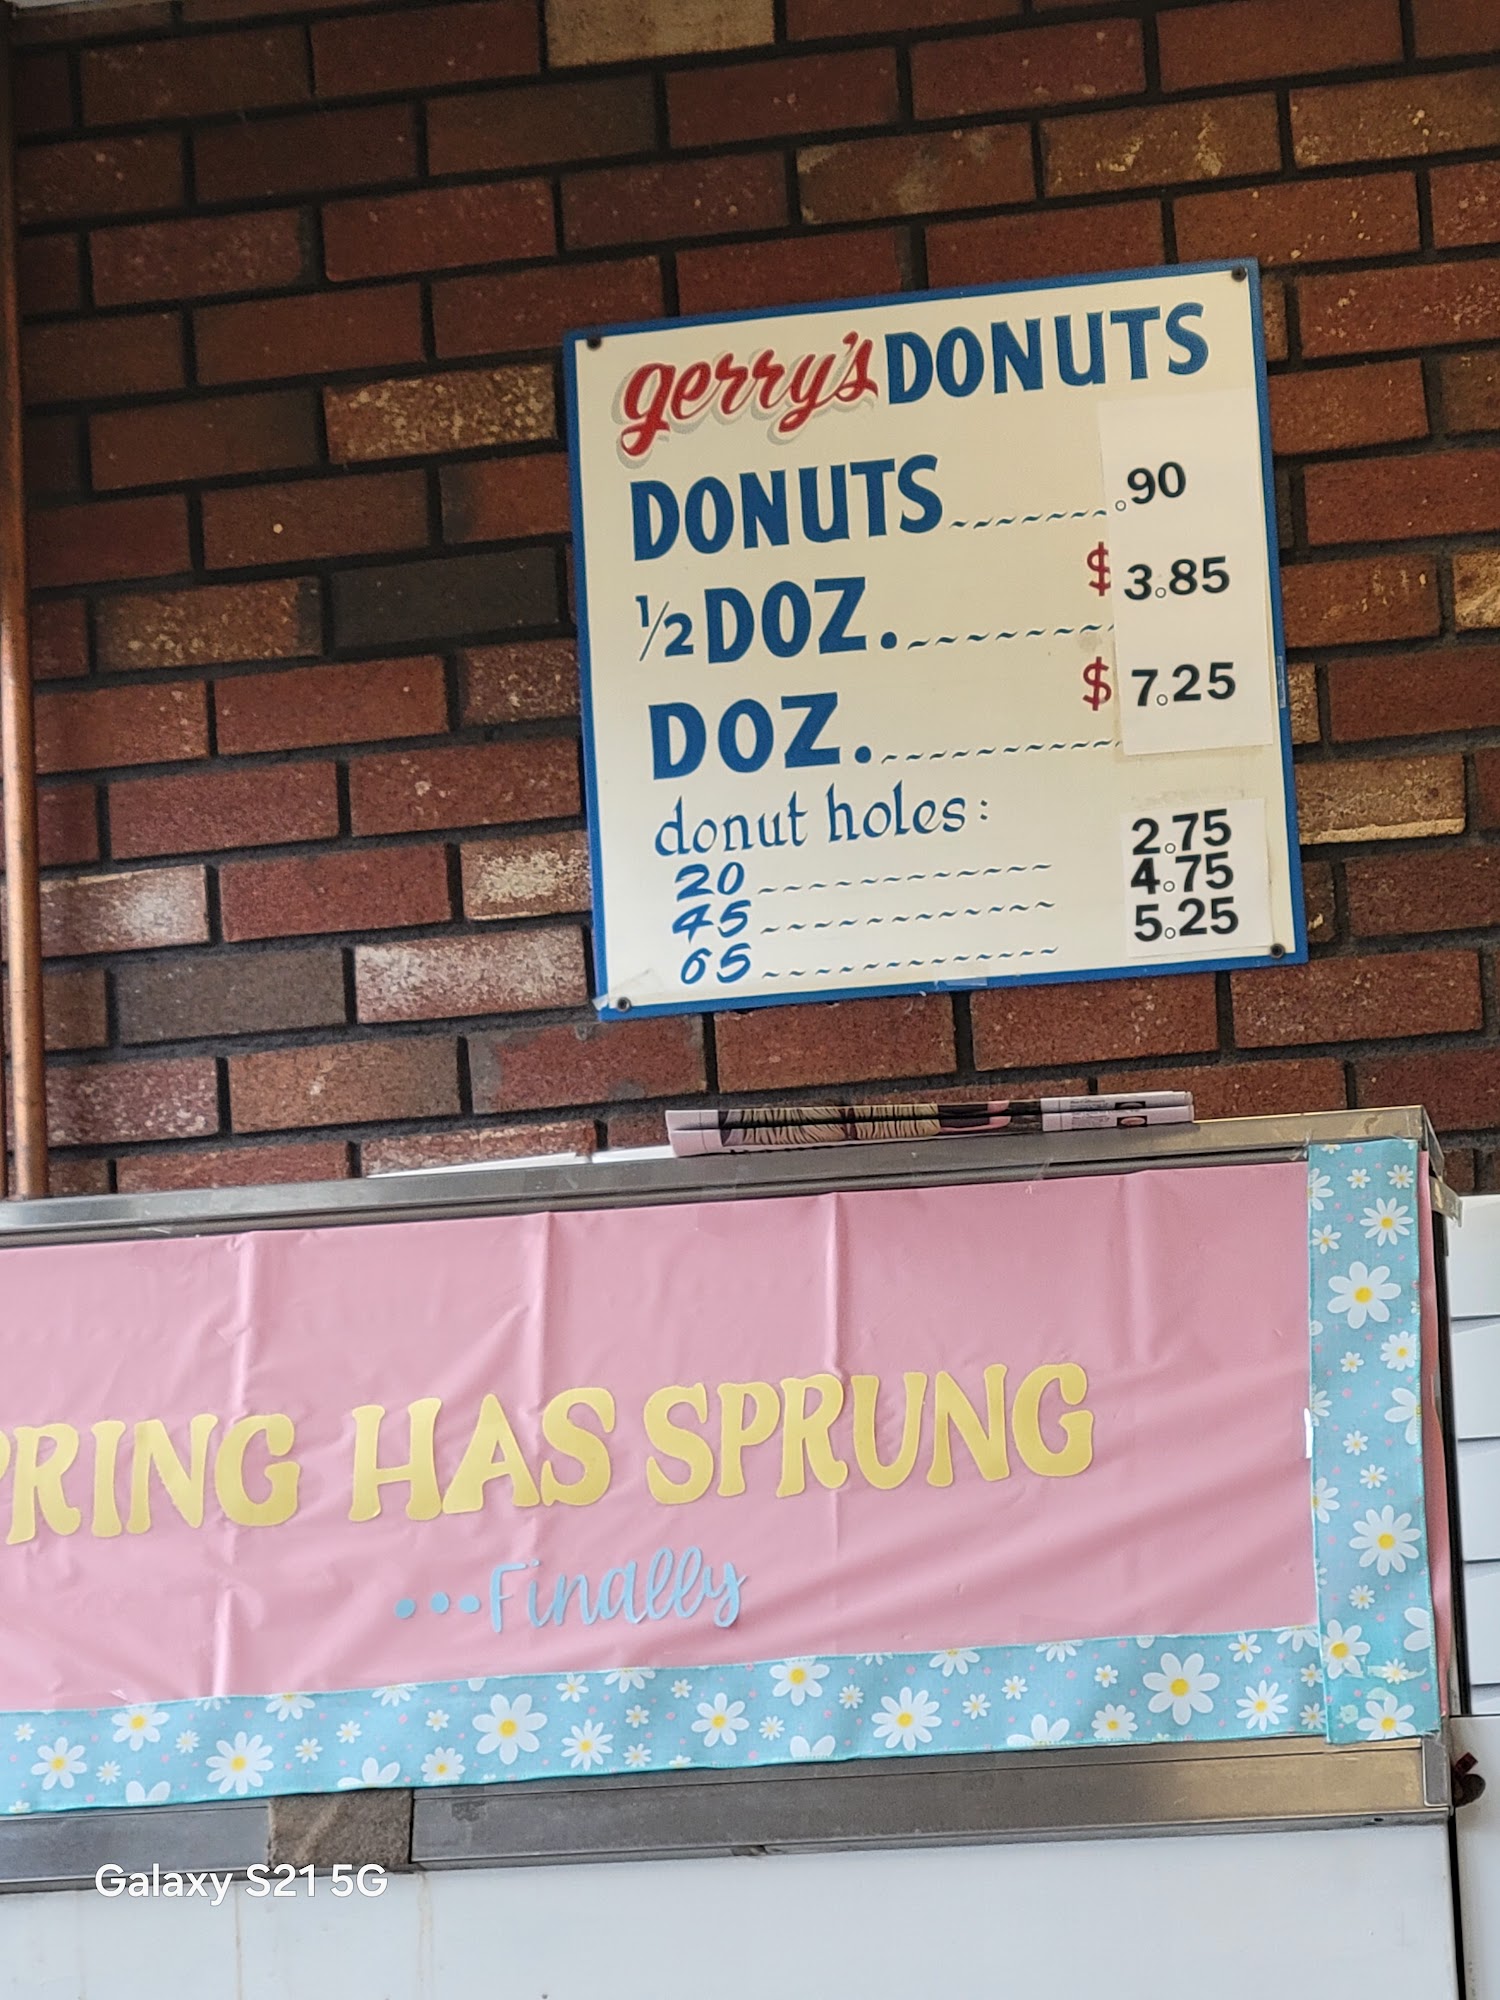 gerry's DONUTS
DONUTS .90
½ DOZ. $ 3.85
DOZ. $ 7.25
donut holes:
20 2.75
45 4.75
65 5.25
PRING HAS SPRUNG
...Finally
Galaxy S21 5G